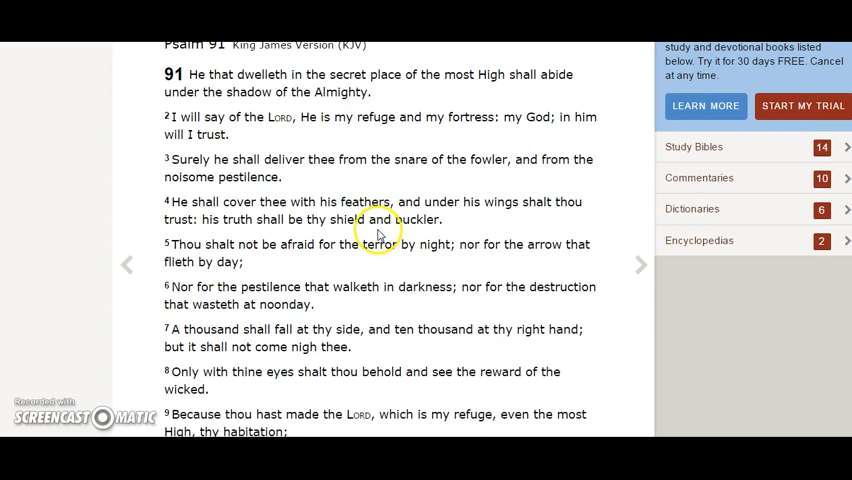 Psalm 91 King James Version (KJV)
91 He that dwelleth in the secret place of the most High shall abide
under the shadow of the Almighty.
2 I will say of the LORD, He is my refuge and my fortress: my God; in him
will I trust.
3 Surely he shall deliver thee from the snare of the fowler, and from the
noisome pestilence.
4 He shall cover thee with his feathers, and under his wings shalt thou
trust: his truth shall be thy shield and buckler.
5 Thou shalt not be afraid for the terror by night; nor for the arrow that
flieth by day;
6 Nor for the pestilence that walketh in darkness; nor for the destruction
that wasteth at noonday.
7 A thousand shall fall at thy side, and ten thousand at thy right hand;
but it shall not come nigh thee.
8 Only with thine eyes shalt thou behold and see the reward of the
wicked.
9 Because thou hast made the LORD, which is my refuge, even the most
High, thy habitation;
study and devotional books listed
below. Try it for 30 days FREE. Cancel
at any time.
LEARN MORE START MY TRIAL
Study Bibles 14
Commentaries 10
Dictionaries 6
Encyclopedias 2
Recorded with
SCREENCAST-O-MATIC